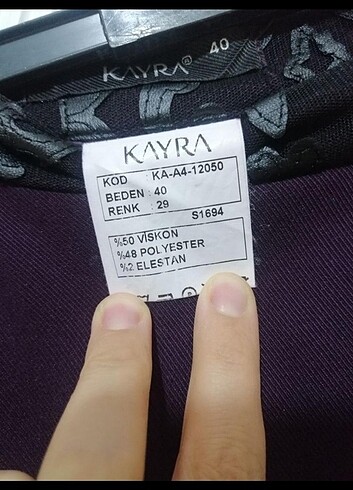 40
KAYRA®
KAYRA
KOD : KA-A4-12050
BEDEN : 40
RENK : 29
S1694
%50 VİSKON
%48 POLYESTER
%2 ELESTAN